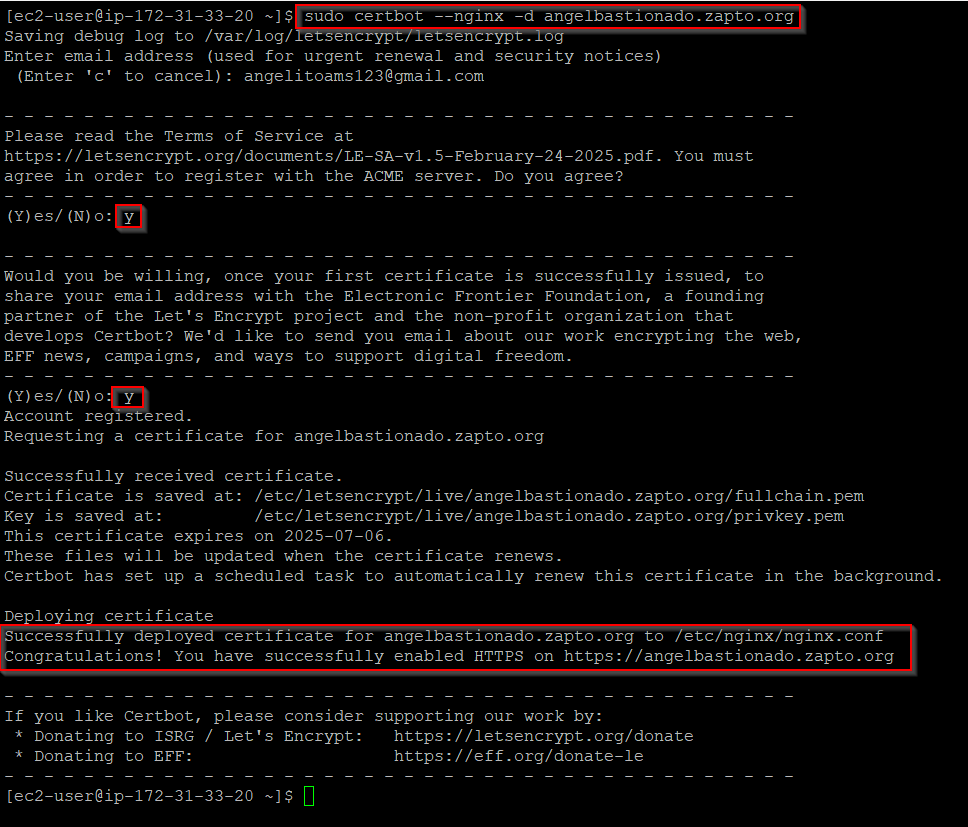 [ec2-user@ip-172-31-33-20 ~]$ sudo certbot --nginx -d angelbastionado.zapto.org
Saving debug log to /var/log/letsencrypt/letsencrypt.log
Enter email address (used for urgent renewal and security notices)
 (Enter 'c' to cancel): angelitoams123@gmail.com
- - - - - - - - - - - - - - - - - - - - - - - - - - - - - - - - - - - - - - - -
Please read the Terms of Service at
https://letsencrypt.org/documents/LE-SA-v1.5-February-24-2025.pdf. You must
agree in order to register with the ACME server. Do you agree?
- - - - - - - - - - - - - - - - - - - - - - - - - - - - - - - - - - - - - - - -
(Y)es/(N)o: y
- - - - - - - - - - - - - - - - - - - - - - - - - - - - - - - - - - - - - - - -
Would you be willing, once your first certificate is successfully issued, to
share your email address with the Electronic Frontier Foundation, a founding
partner of the Let's Encrypt project and the non-profit organization that
develops Certbot? We'd like to send you email about our work encrypting the web,
EFF news, campaigns, and ways to support digital freedom.
- - - - - - - - - - - - - - - - - - - - - - - - - - - - - - - - - - - - - - - -
(Y)es/(N)o: y
Account registered.
Requesting a certificate for angelbastionado.zapto.org
Successfully received certificate.
Certificate is saved at: /etc/letsencrypt/live/angelbastionado.zapto.org/fullchain.pem
Key is saved at:         /etc/letsencrypt/live/angelbastionado.zapto.org/privkey.pem
This certificate expires on 2025-07-06.
These files will be updated when the certificate renews.
Certbot has set up a scheduled task to automatically renew this certificate in the background.
Deploying certificate
Successfully deployed certificate for angelbastionado.zapto.org to /etc/nginx/nginx.conf
Congratulations! You have successfully enabled HTTPS on https://angelbastionado.zapto.org
- - - - - - - - - - - - - - - - - - - - - - - - - - - - - - - - - - - - - - - -
If you like Certbot, please consider supporting our work by:
 * Donating to ISRG / Let's Encrypt:   https://letsencrypt.org/donate
 * Donating to EFF:                    https://eff.org/donate-le
- - - - - - - - - - - - - - - - - - - - - - - - - - - - - - - - - - - - - - - -
[ec2-user@ip-172-31-33-20 ~]$